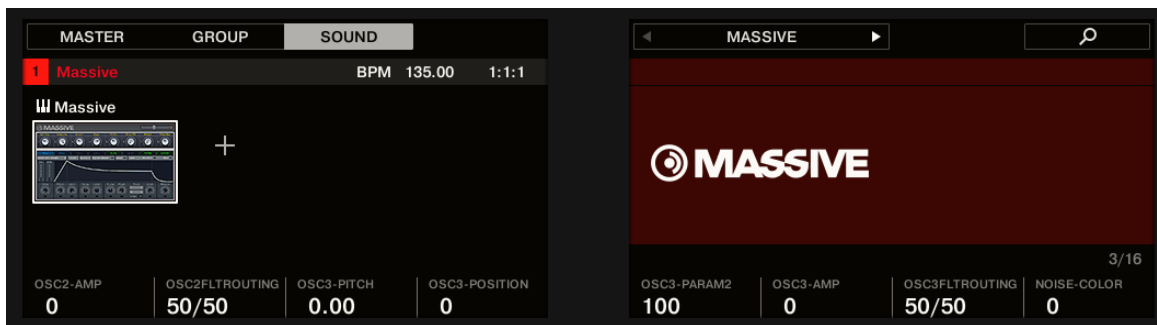 MASTER GROUP SOUND
1 Massive BPM 135.00 1:1:1
Massive
MASSIVE
OSC2-AMP OSC2FLTROUTING OSC3-PITCH OSC3-POSITION
0 50/50 0.00 0
MASSIVE
MASSIVE
3/16
OSC3-PARAM2 OSC3-AMP OSC3FLTROUTING NOISE-COLOR
100 0 50/50 0